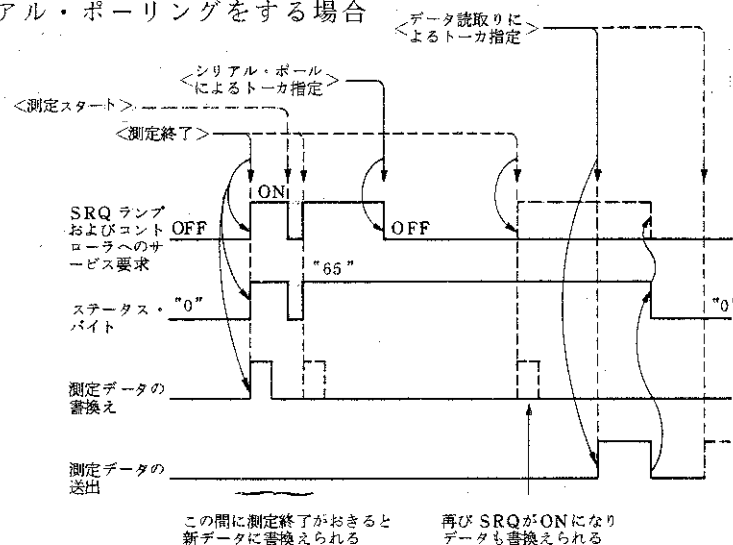 アル・ポーリングをする場合
<データ読取りに
よるトーカ指定>
<シリアル・ポール
によるトーカ指定>
<測定スタート>
<測定終了>
ON
SRQ ランプ
およびコント
ローラへのサ
ービス要求
OFF
OFF
"65"
ステータス・
バイト
"0"
"0"
測定データの
書換え
測定データの
送出
この間に測定終了がおきると
新データに書換えられる
再び SRQがONになり
データも書換えられる